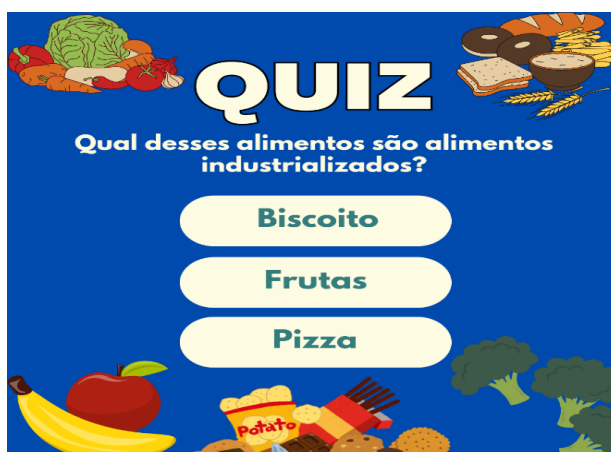 QUIZ
Qual desses alimentos são alimentos
industrializados?
Biscoito
Frutas
Pizza
Potato